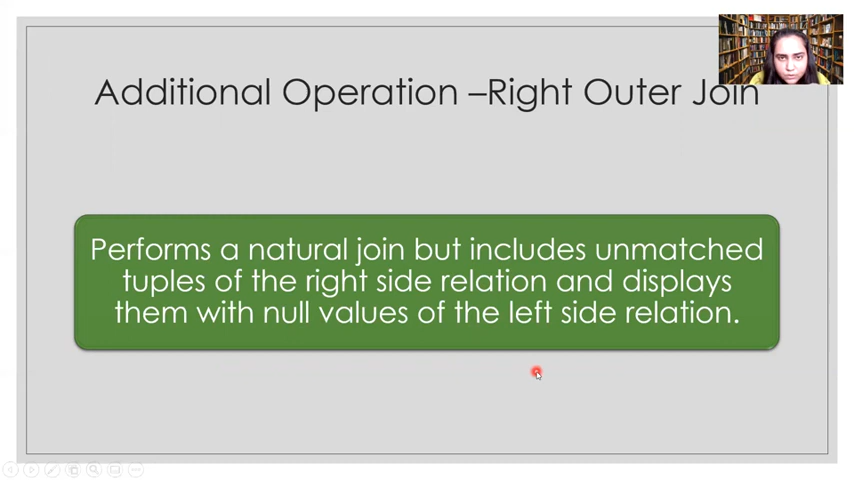 Additional Operation –Right Outer Join
Performs a natural join but includes unmatched
tuples of the right side relation and displays
them with null values of the left side relation.